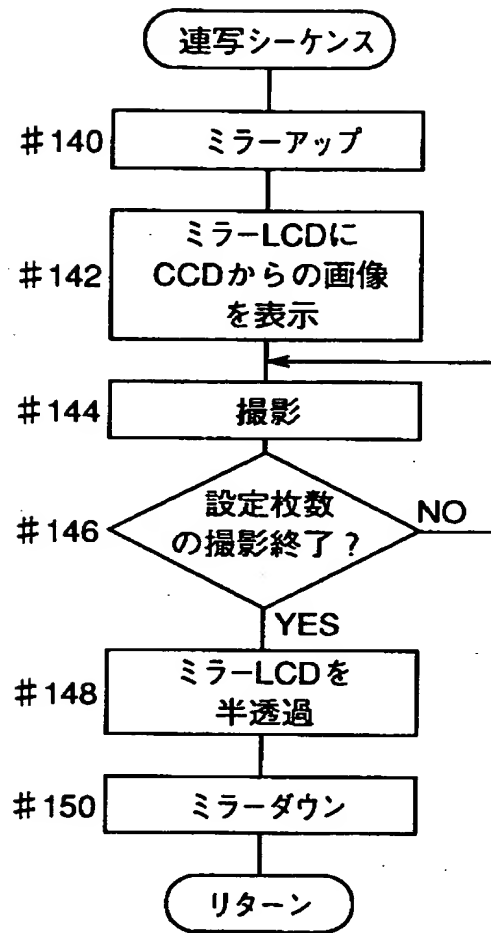 連写シーケンス
#140
ミラーアップ
#142
ミラーLCDに
CCDからの画像
を表示
#144
撮影
#146
設定枚数
の撮影終了?
NO
YES
#148
ミラーLCDを
半透過
#150
ミラーダウン
リターン